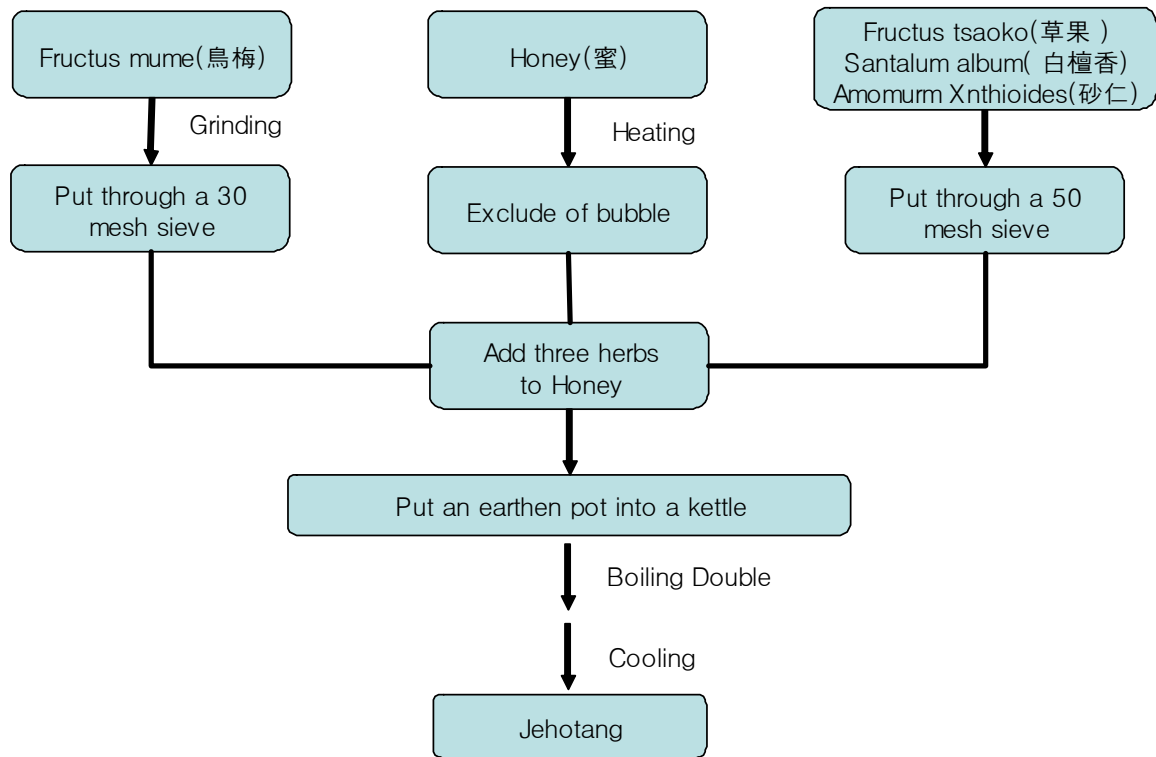 Fructus mume(鳥梅)
Honey(蜜)
Fructus tsaoko(草果 )
Santalum album( 白檀香)
Amomurm Xnthioides(砂仁)
Grinding
Heating
Put through a 30
mesh sieve
Exclude of bubble
Put through a 50
mesh sieve
Add three herbs
to Honey
Put an earthen pot into a kettle
Boiling Double
Cooling
Jehotang